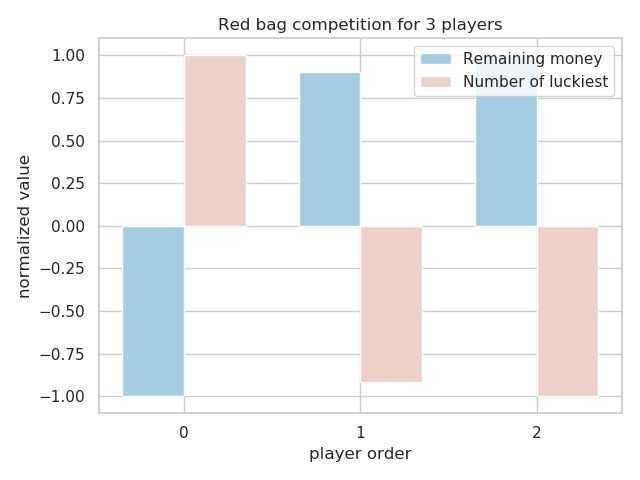 Red bag competition for 3 players
Remaining money
Number of luckiest
normalized value
1.00
0.75
0.50
0.25
0.00
−0.25
−0.50
−0.75
−1.00
0 1 2
player order